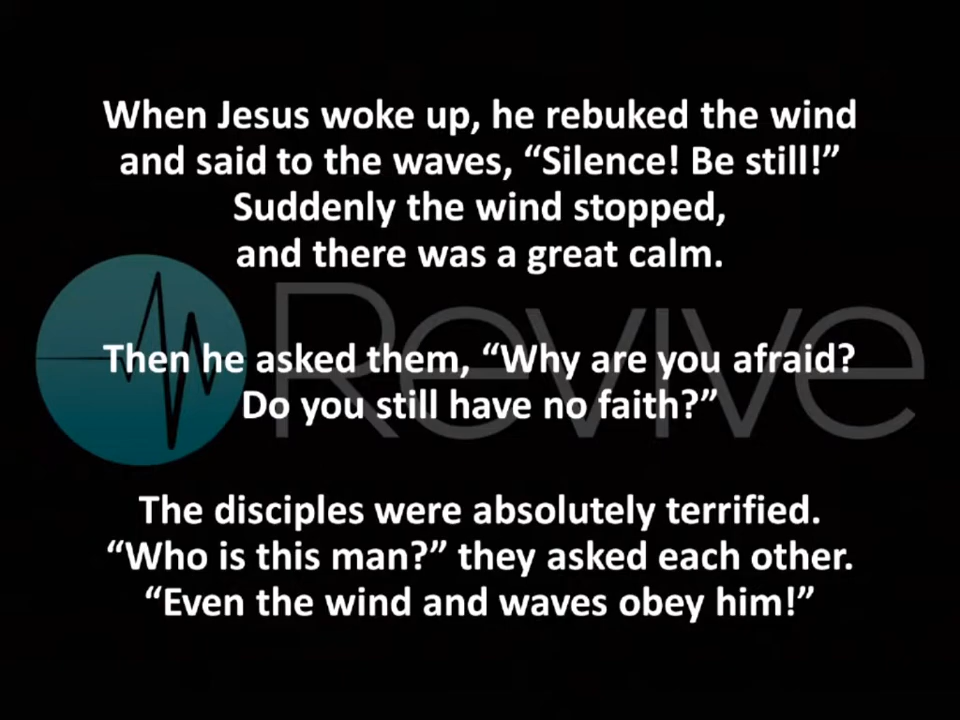 When Jesus woke up, he rebuked the wind
and said to the waves, “Silence! Be still!”
Suddenly the wind stopped,
and there was a great calm.
Revive
Then he asked them, “Why are you afraid?
Do you still have no faith?”
The disciples were absolutely terrified.
“Who is this man?” they asked each other.
“Even the wind and waves obey him!”